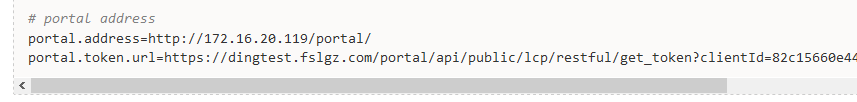 # portal address
portal.address=http://172.16.20.119/portal/
portal.token.url=https://dingtest.fslgz.com/portal/api/public/lcp/restful/get_token?clientId=82c15660e44